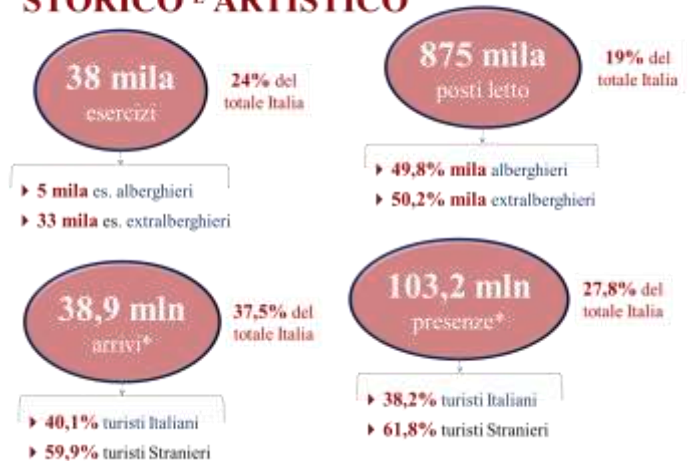 STORICO E ARTISTICO
38 mila
esercizi
24% del
totale Italia
5 mila es. alberghieri
33 mila es. extralberghieri
875 mila
posti letto
19% del
totale Italia
49,8% mila alberghieri
50,2% mila extralberghieri
38,9 mln
arrivi*
37,5% del
totale Italia
40,1% turisti Italiani
59,9% turisti Stranieri
103,2 mln
presenze*
27,8% del
totale Italia
38,2% turisti Italiani
61,8% turisti Stranieri